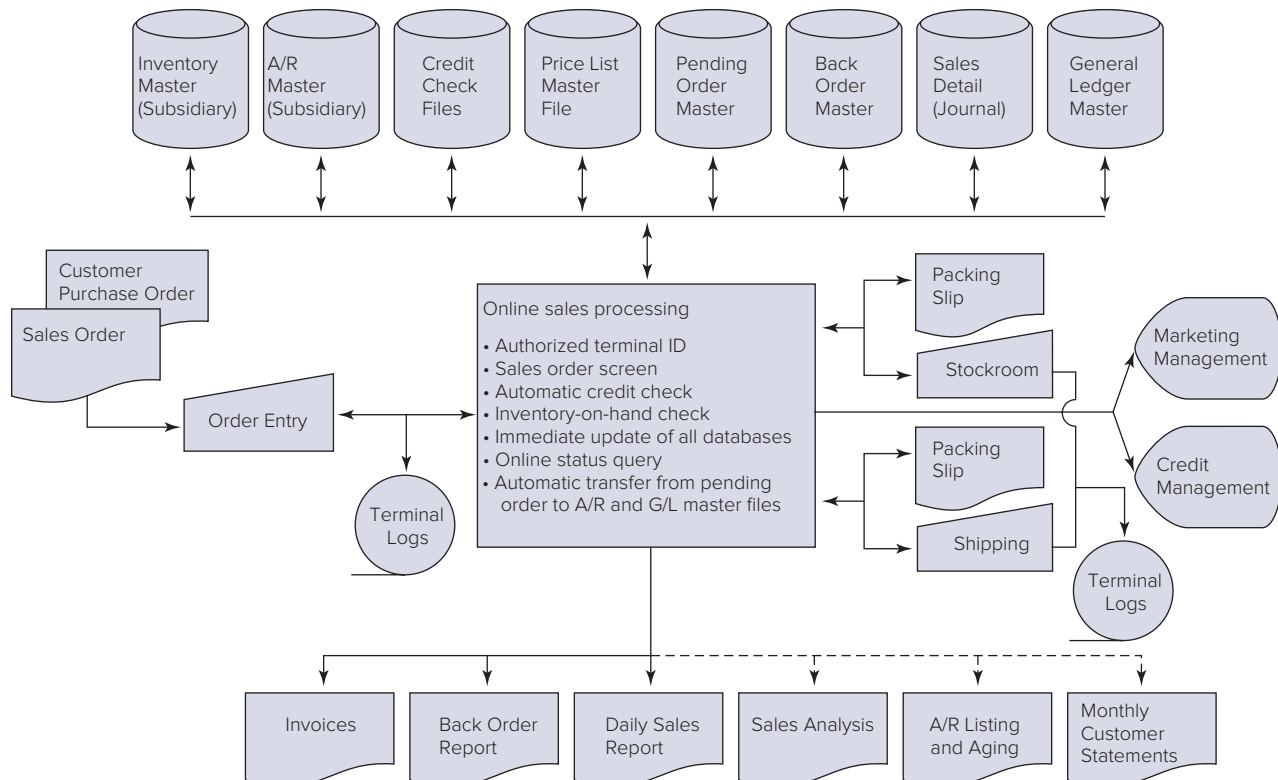 Inventory
Master
(Subsidiary)
A/R
Master
(Subsidiary)
Credit
Check
Files
Price List
Master
File
Pending
Order
Master
Back
Order
Master
Sales
Detail
(Journal)
General
Ledger
Master
Customer
Purchase Order
Sales Order
Order Entry
Terminal
Logs
Online sales processing
• Authorized terminal ID
• Sales order screen
• Automatic credit check
• Inventory-on-hand check
• Immediate update of all databases
• Online status query
• Automatic transfer from pending
order to A/R and G/L master files
Packing
Slip
Stockroom
Packing
Slip
Shipping
Marketing
Management
Credit
Management
Terminal
Logs
Invoices
Back Order
Report
Daily Sales
Report
Sales Analysis
A/R Listing
and Aging
Monthly
Customer
Statements